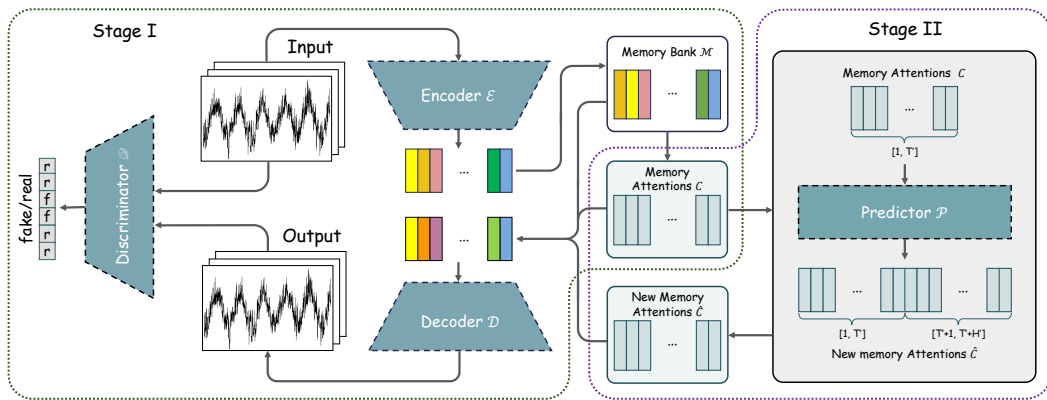 Stage I
Input
Encoder ℰ
Discriminator 𝒟
fake/real
r
r
f
f
r
r
Output
Decoder 𝒟
...
...
Memory Bank ℳ
...
Memory
Attentions C
...
New Memory
Attentions Ĉ
...
Stage II
Memory Attentions C
...
[1, T']
Predictor 𝒫
...
...
[1, T']
[T'+1, T'+H']
New memory Attentions Ĉ